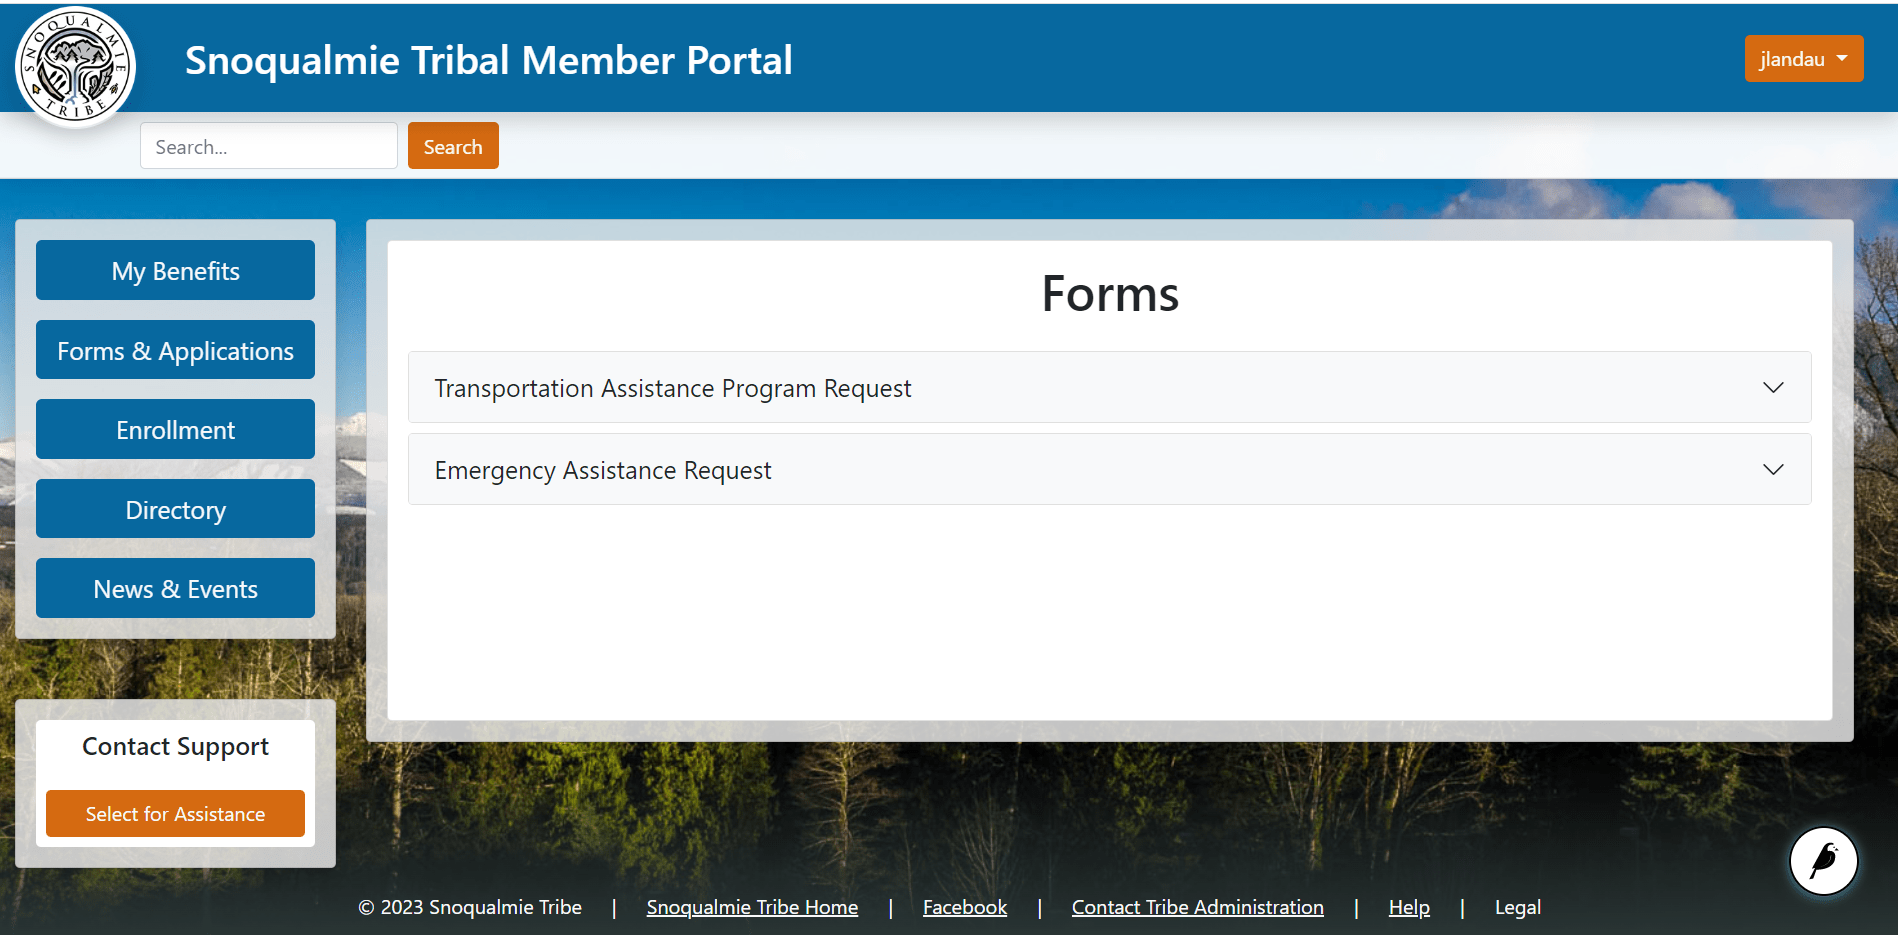 SNOQUALMIE
TRIBE
Snoqualmie Tribal Member Portal
jlandau
Search...
Search
My Benefits
Forms & Applications
Enrollment
Directory
News & Events
Contact Support
Select for Assistance
Forms
Transportation Assistance Program Request
Emergency Assistance Request
© 2023 Snoqualmie Tribe | Snoqualmie Tribe Home | Facebook | Contact Tribe Administration | Help | Legal